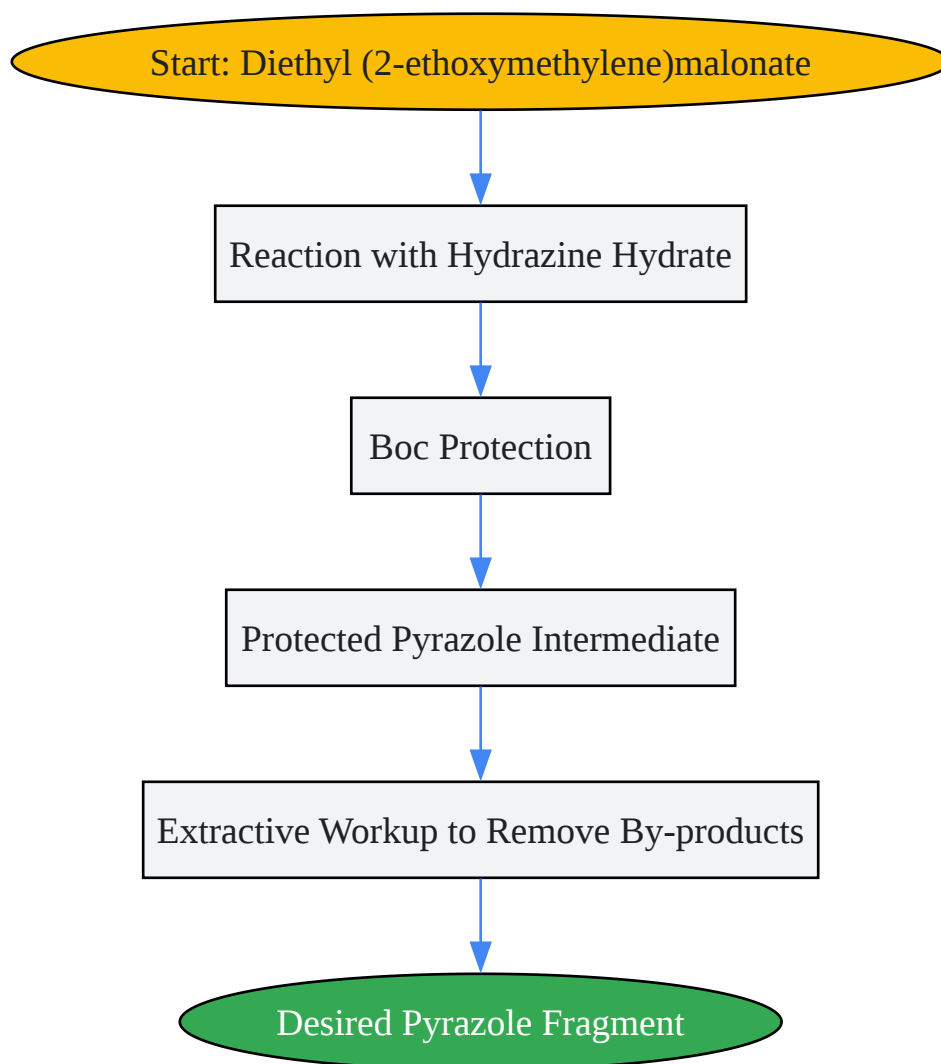 Start: Diethyl (2-ethoxymethylene)malonate
Reaction with Hydrazine Hydrate
Boc Protection
Protected Pyrazole Intermediate
Extractive Workup to Remove By-products
Desired Pyrazole Fragment